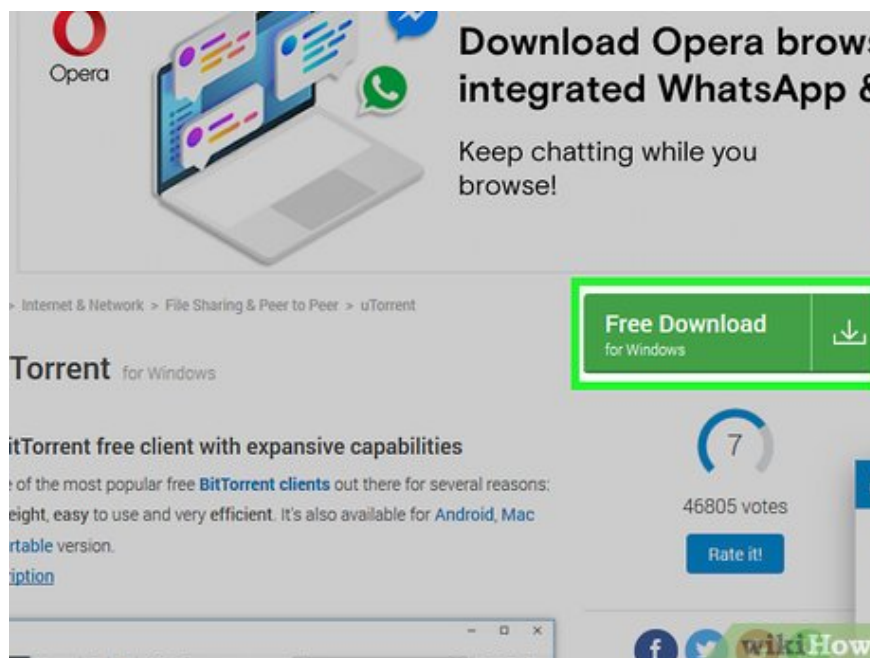 Opera
Download Opera brows
integrated WhatsApp &
Keep chatting while you
browse!
> Internet & Network > File Sharing & Peer to Peer > uTorrent
Free Download
for Windows
Torrent for Windows
7
itTorrent free client with expansive capabilities
e of the most popular free BitTorrent clients out there for several reasons:
eight, easy to use and very efficient. It's also available for Android, Mac
rtable version.
ription
46805 votes
Rate it!
wikiHow